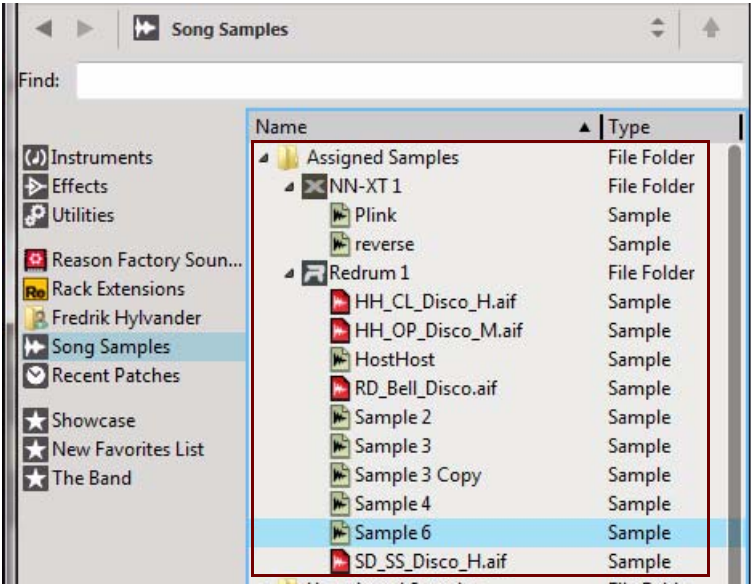 Song Samples
Find:
Name Type
Instruments
Effects
Utilities
Reason Factory Soun...
Rack Extensions
Fredrik Hylvander
Song Samples
Recent Patches
Showcase
New Favorites List
The Band
Assigned Samples File Folder
NN-XT 1 File Folder
Plink Sample
reverse Sample
Redrum 1 File Folder
HH_CL_Disco_H.aif Sample
HH_OP_Disco_M.aif Sample
HostHost Sample
RD_Bell_Disco.aif Sample
Sample 2 Sample
Sample 3 Sample
Sample 3 Copy Sample
Sample 4 Sample
Sample 6 Sample
SD_SS_Disco_H.aif Sample